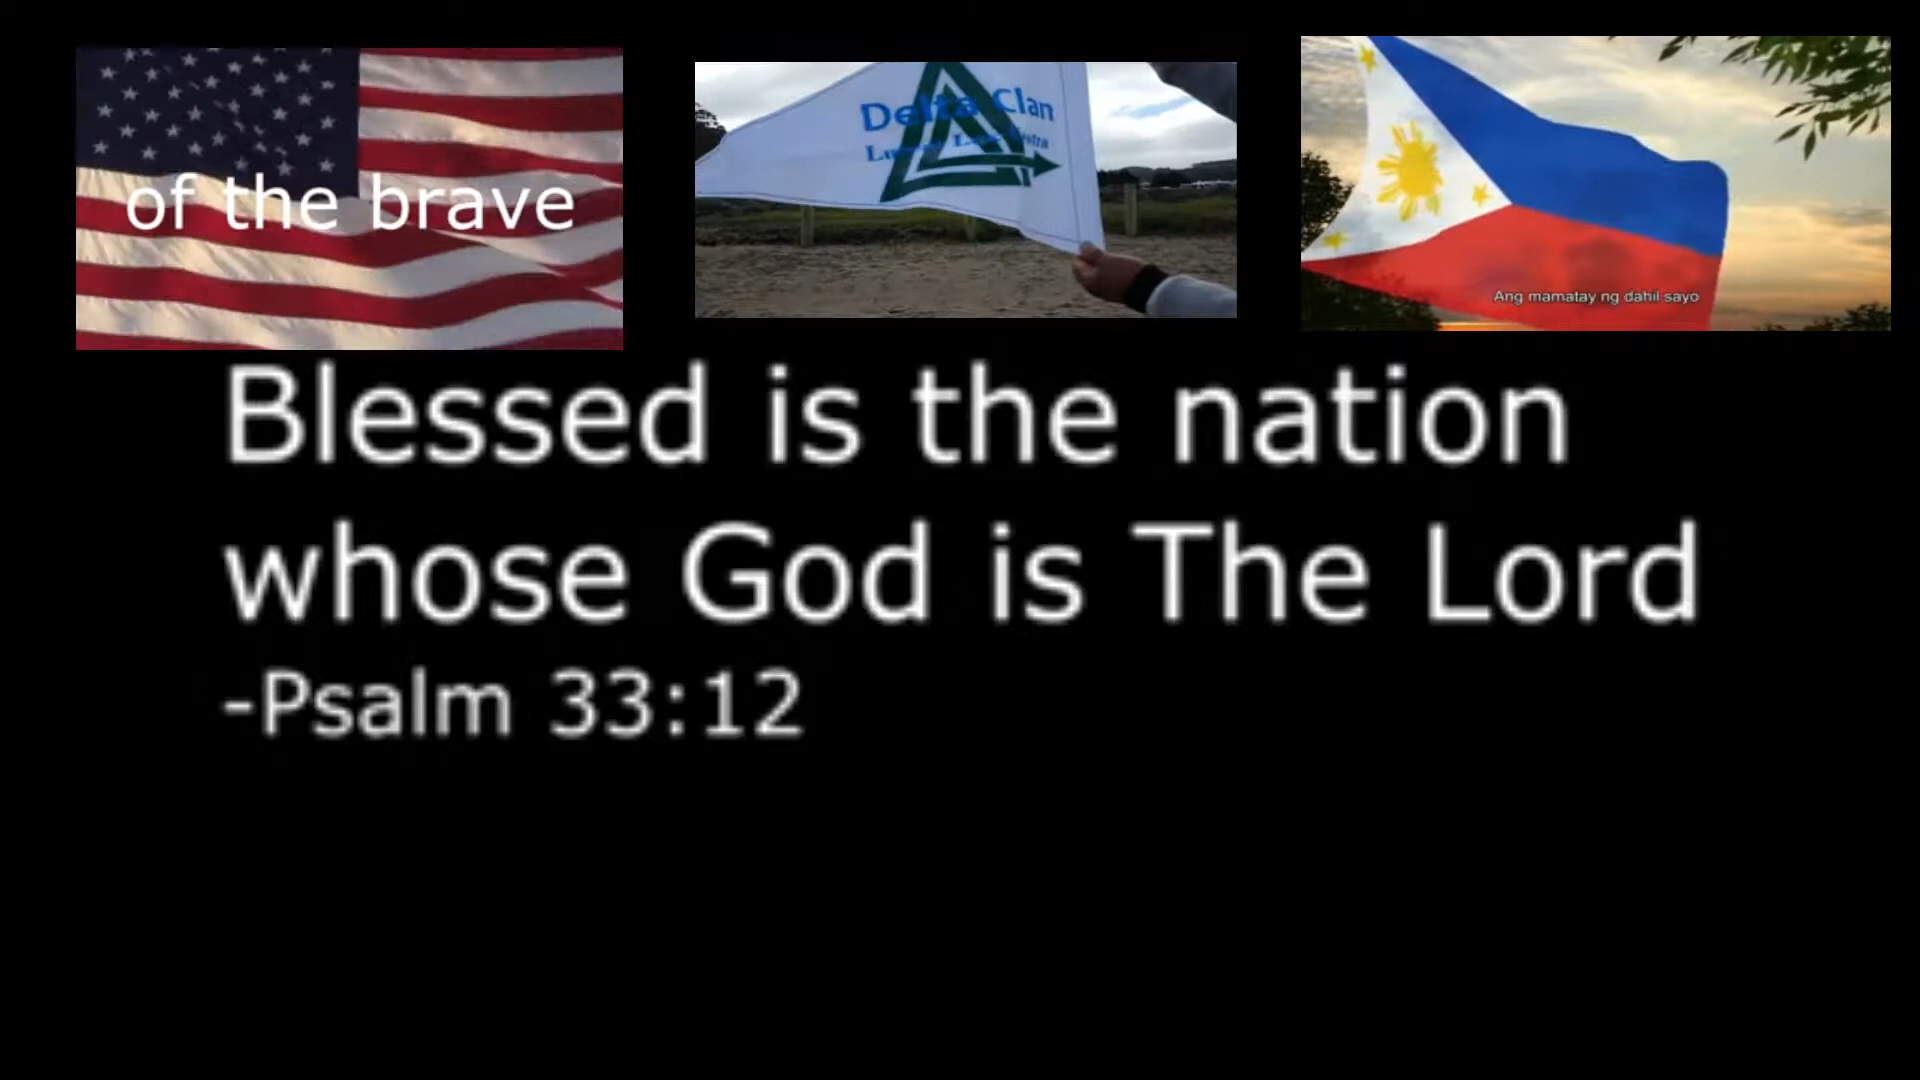 of the brave
Delta Clan
Ang mamatay ng dahil sayo
Blessed is the nation
whose God is The Lord
-Psalm 33:12